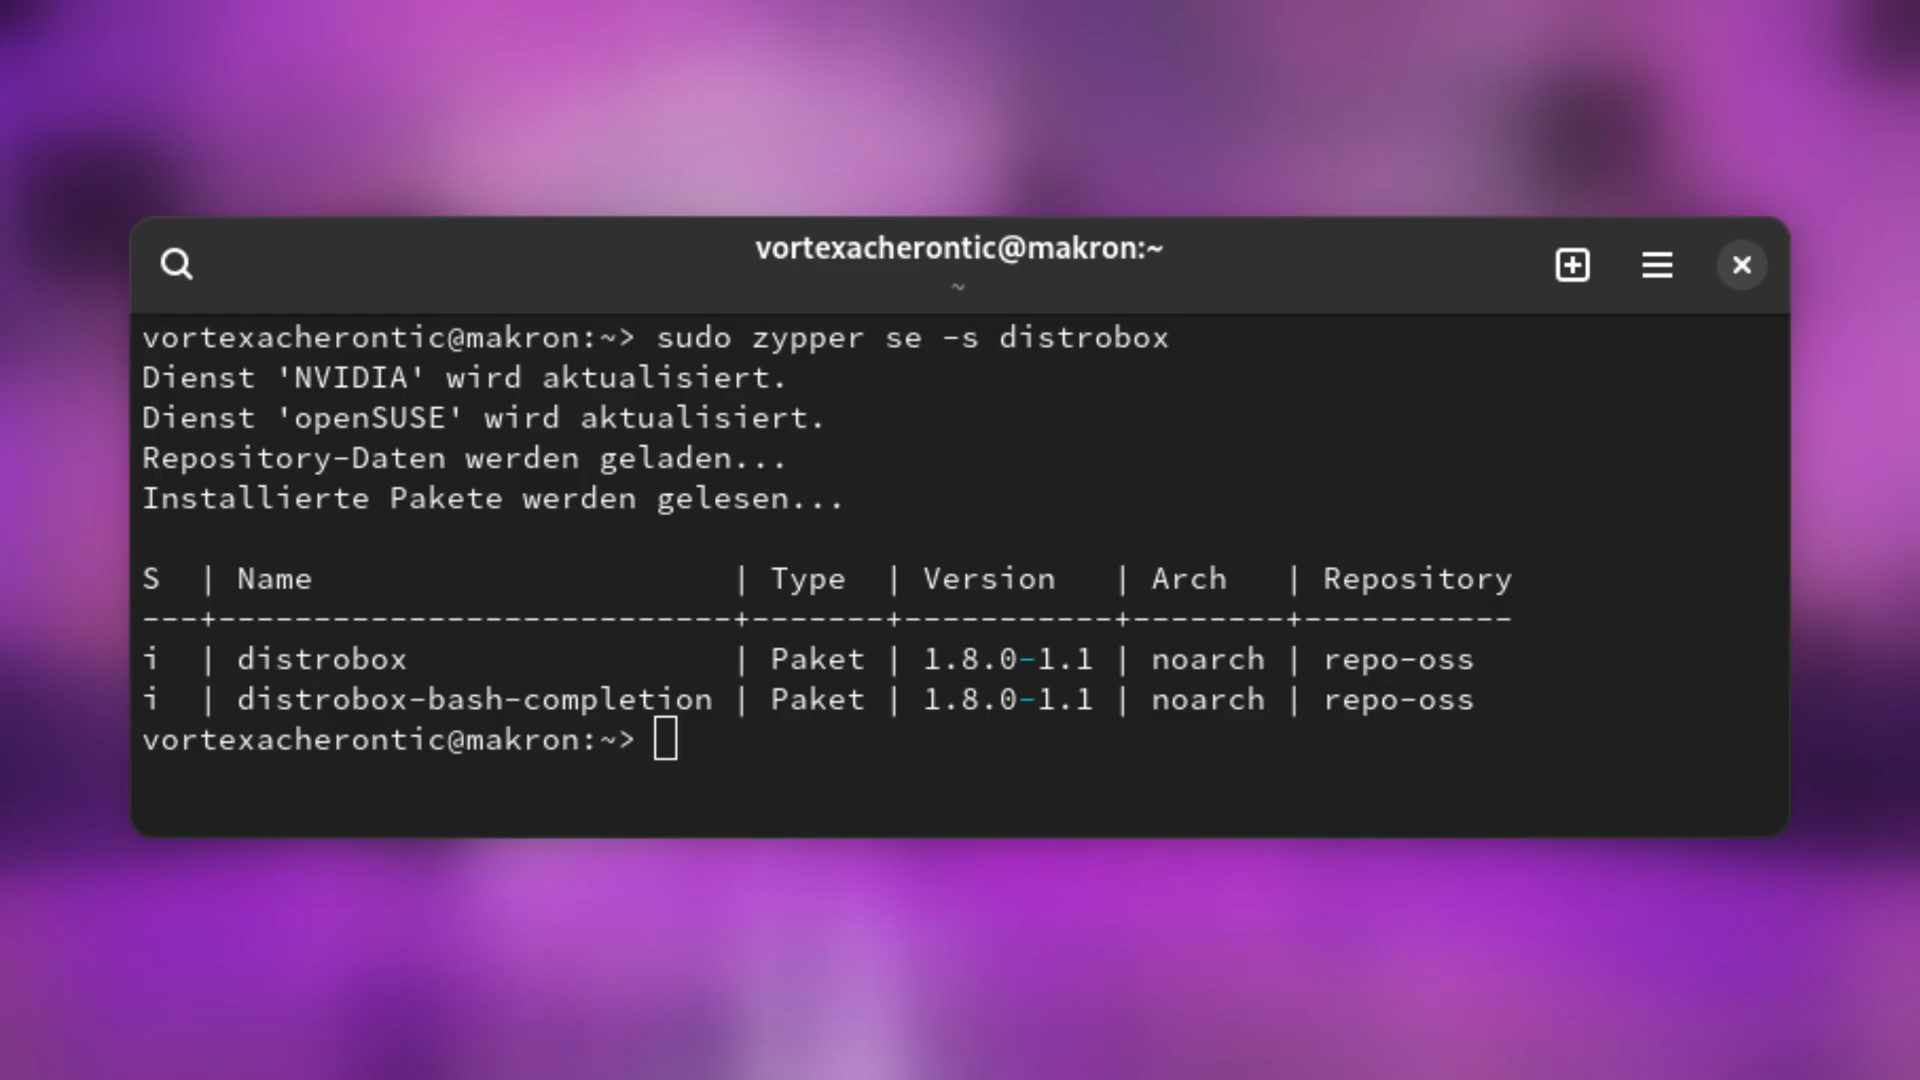 vortexacherontic@makron:~
~
vortexacherontic@makron:~> sudo zypper se -s distrobox
Dienst 'NVIDIA' wird aktualisiert.
Dienst 'openSUSE' wird aktualisiert.
Repository-Daten werden geladen...
Installierte Pakete werden gelesen...

S  | Name                      | Type  | Version   | Arch   | Repository
---+---------------------------+-------+-----------+--------+-----------
i  | distrobox                 | Paket | 1.8.0-1.1 | noarch | repo-oss
i  | distrobox-bash-completion | Paket | 1.8.0-1.1 | noarch | repo-oss
vortexacherontic@makron:~>